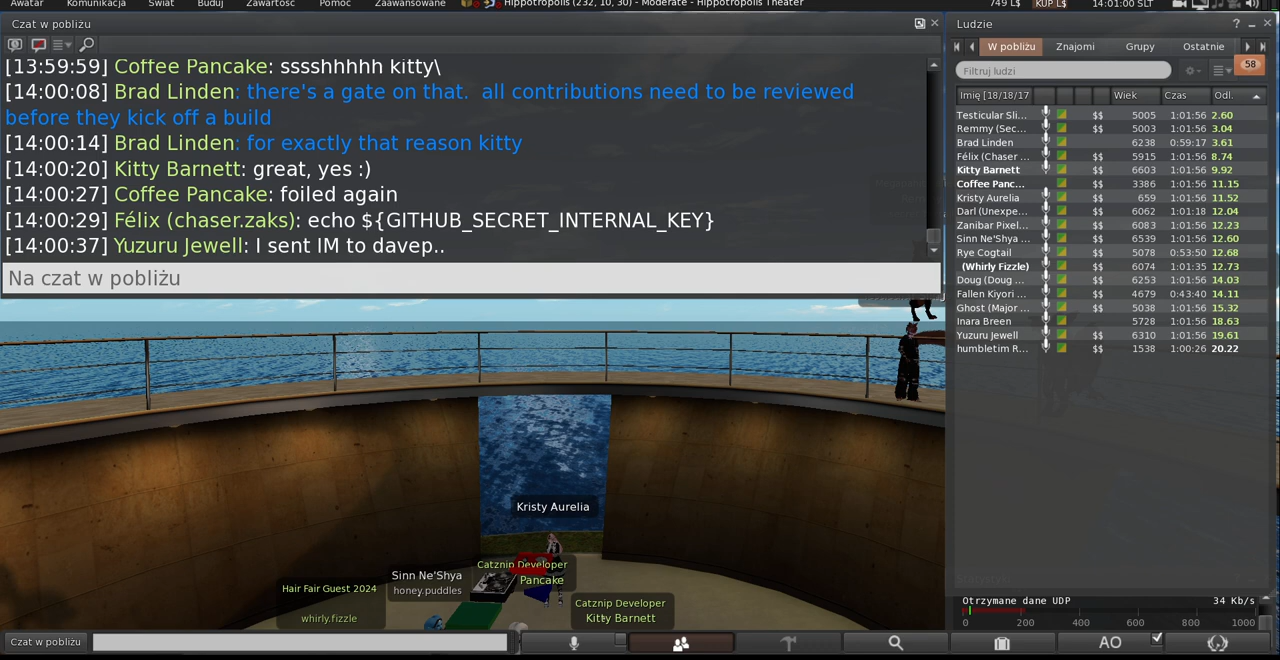 Awatar Komunikacja Świat Buduj Zawartość Pomoc Zaawansowane Hippotropolis (232, 10, 30) - Moderate - Hippotropolis Theater 749 L$ KUP L$ 14:01:00 SLT
Czat w pobliżu
[13:59:59] Coffee Pancake: sssshhhhh kitty\
[14:00:08] Brad Linden: there's a gate on that.  all contributions need to be reviewed
before they kick off a build
[14:00:14] Brad Linden: for exactly that reason kitty
[14:00:20] Kitty Barnett: great, yes :)
[14:00:27] Coffee Pancake: foiled again
[14:00:29] Félix (chaser.zaks): echo ${GITHUB_SECRET_INTERNAL_KEY}
[14:00:37] Yuzuru Jewell: I sent IM to davep..
Na czat w pobliżu
Ludzie
W pobliżu Znajomi Grupy Ostatnie
58
Filtruj ludzi
Imię [18/18/17 Wiek Czas Odl.
Testicular Sli... $$ 5005 1:01:56 2.60
Remmy (Sec... $$ 5003 1:01:56 3.04
Brad Linden 6238 0:59:17 3.61
Félix (Chaser ... $$ 5915 1:01:56 8.74
Kitty Barnett $$ 6603 1:01:56 9.92
Coffee Panc... $$ 3386 1:01:56 11.15
Kristy Aurelia $$ 659 1:01:56 11.52
Darl (Unexpe... $$ 6062 1:01:18 12.04
Zanibar Pixel... $$ 6083 1:01:56 12.23
Sinn Ne'Shya ... $$ 6539 1:01:56 12.60
Rye Cogtail $$ 5078 0:53:50 12.68
(Whirly Fizzle) $$ 6074 1:01:35 12.73
Doug (Doug ... $$ 6253 1:01:56 14.03
Fallen Kiyori ... $$ 4679 0:43:40 14.11
Ghost (Major ... $$ 5038 1:01:56 15.32
Inara Breen 5728 1:01:56 18.63
Yuzuru Jewell $$ 6310 1:01:56 19.61
humbletim R... $$ 1538 1:00:26 20.22
Kristy Aurelia
Catznip Developer
Pancake
Sinn Ne'Shya
honey.puddles
Hair Fair Guest 2024
whirly.fizzle
Catznip Developer
Kitty Barnett
Otrzymane dane UDP 34 Kb/s
0 200 400 600 800 1000
Czat w pobliżu
AO